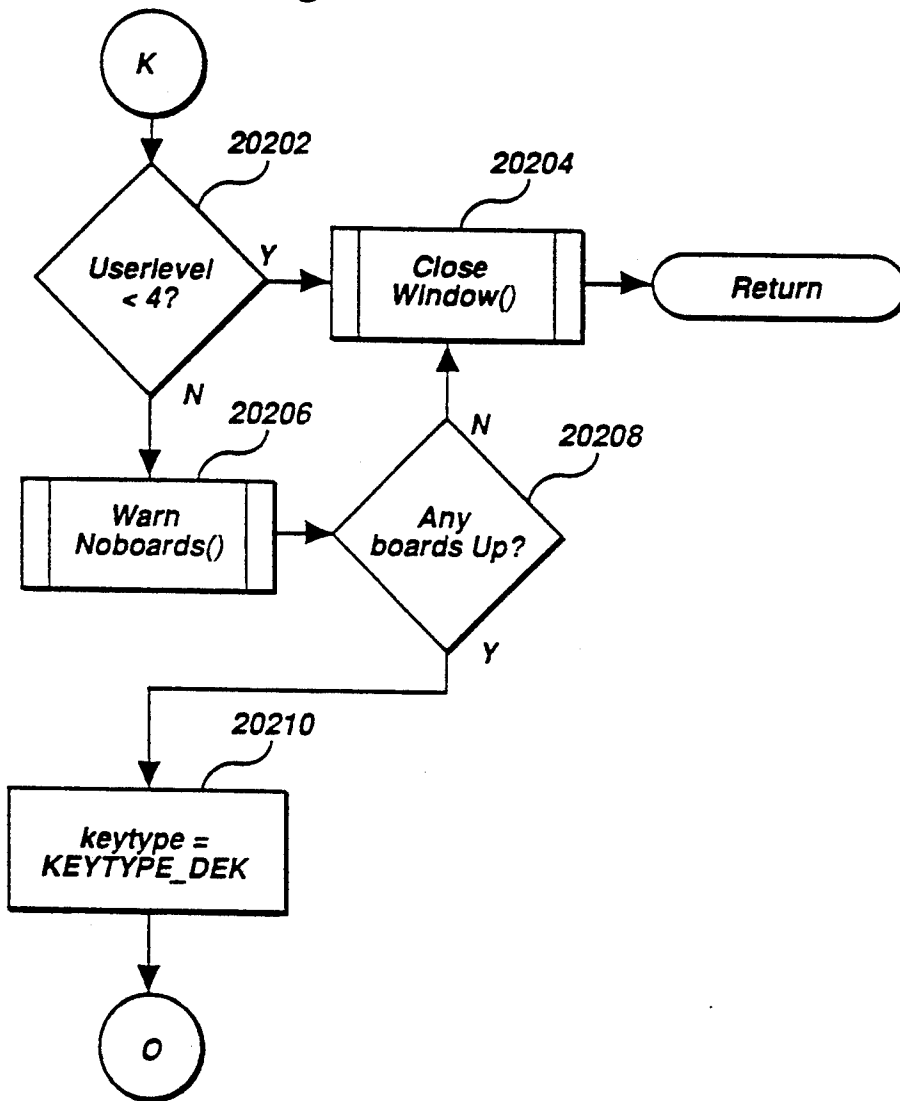 K
20202
20204
Userlevel
< 4?
Y
Close
Window()
Return
N
20206
N
20208
Warn
Noboards()
Any
boards Up?
Y
20210
keytype =
KEYTYPE_DEK
O